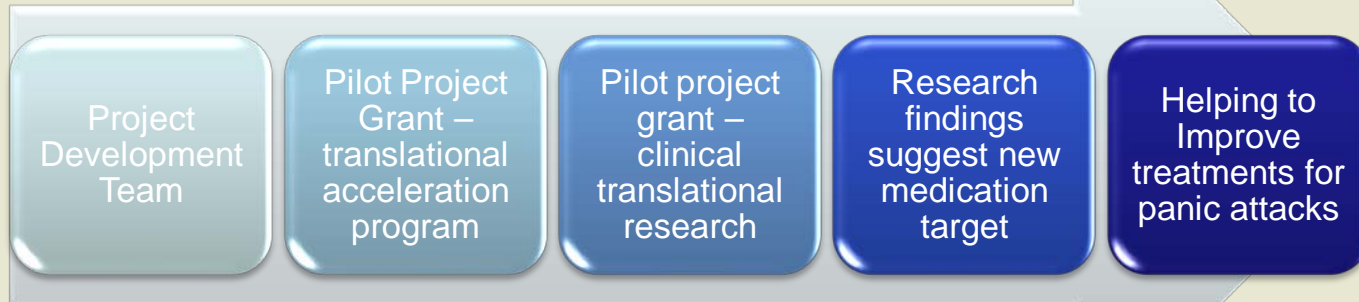 Project
Development
Team
Pilot Project
Grant –
translational
acceleration
program
Pilot project
grant –
clinical
translational
research
Research
findings
suggest new
medication
target
Helping to
Improve
treatments for
panic attacks